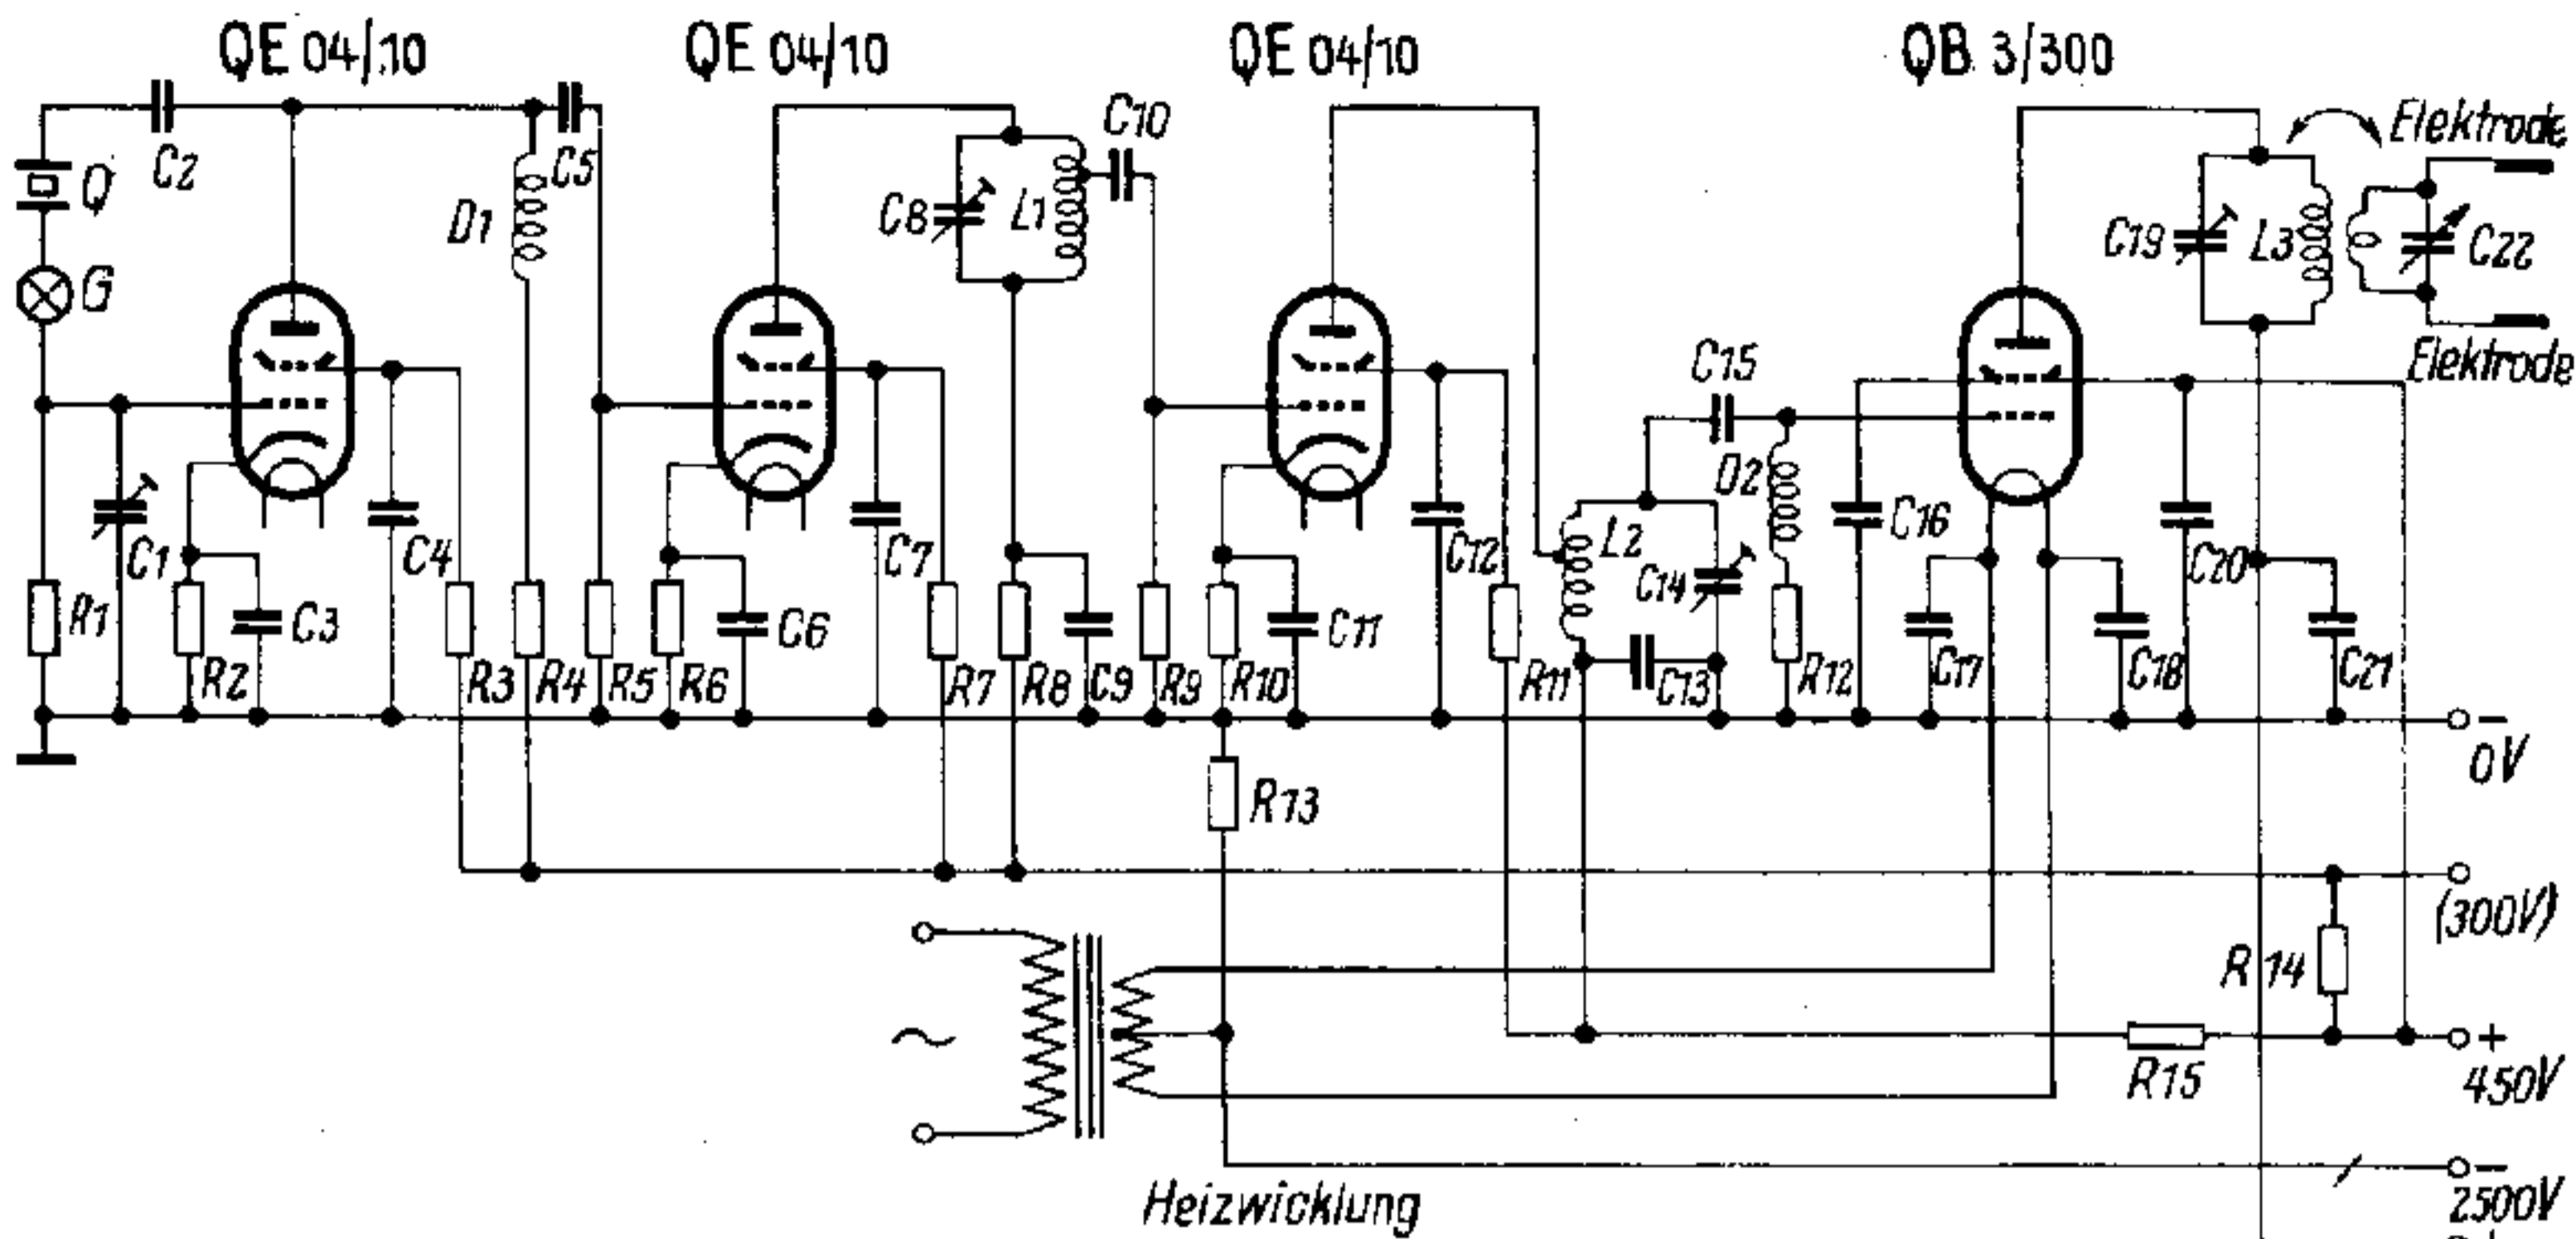 QE 04/10
QE 04/10
QE 04/10
QB 3/300
C2
C5
C10
Elektrode
Q
D1
C8
L1
C19
L3
C22
G
Elektrode
C15
D2
C1
C4
C7
C12
L2
C14
C16
C20
R1
C3
C6
C11
R2
R3
R4
R5
R6
R7
R8
C9
R9
R10
R11
C13
R12
C17
C18
C21
−
0V
R13
(300V)
R14
~
R15
+
450V
−
2500V
+
Heizwicklung